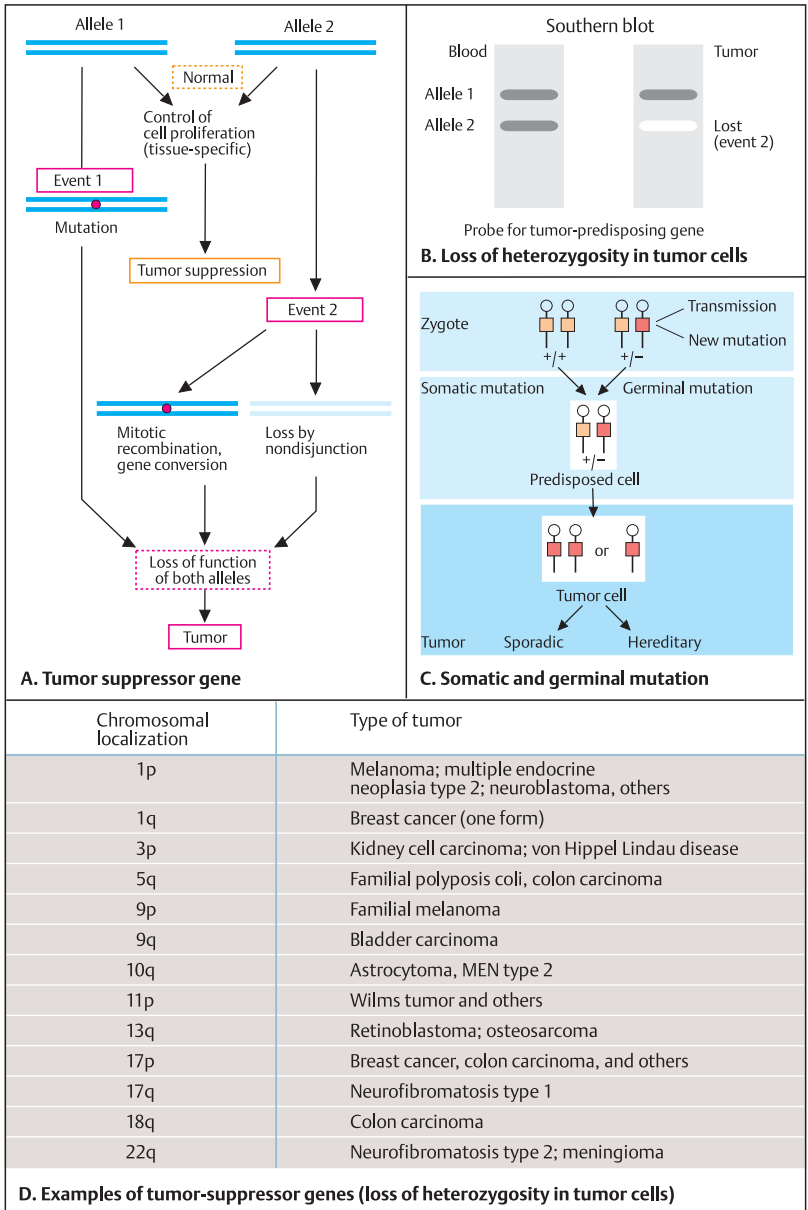 Allele 1
Allele 2
Normal
Control of
cell proliferation
(tissue-specific)
Event 1
Mutation
Tumor suppression
Event 2
Mitotic
recombination,
gene conversion
Loss by
nondisjunction
Loss of function
of both alleles
Tumor
A. Tumor suppressor gene
Southern blot
Blood
Tumor
Allele 1
Allele 2
Lost
(event 2)
Probe for tumor-predisposing gene
B. Loss of heterozygosity in tumor cells
Zygote
Transmission
New mutation
+/+
+/−
Somatic mutation
Germinal mutation
+/−
Predisposed cell
or
Tumor cell
Tumor Sporadic Hereditary
C. Somatic and germinal mutation
Chromosomal
localization
Type of tumor
1p Melanoma; multiple endocrine
neoplasia type 2; neuroblastoma, others
1q Breast cancer (one form)
3p Kidney cell carcinoma; von Hippel Lindau disease
5q Familial polyposis coli, colon carcinoma
9p Familial melanoma
9q Bladder carcinoma
10q Astrocytoma, MEN type 2
11p Wilms tumor and others
13q Retinoblastoma; osteosarcoma
17p Breast cancer, colon carcinoma, and others
17q Neurofibromatosis type 1
18q Colon carcinoma
22q Neurofibromatosis type 2; meningioma
D. Examples of tumor-suppressor genes (loss of heterozygosity in tumor cells)